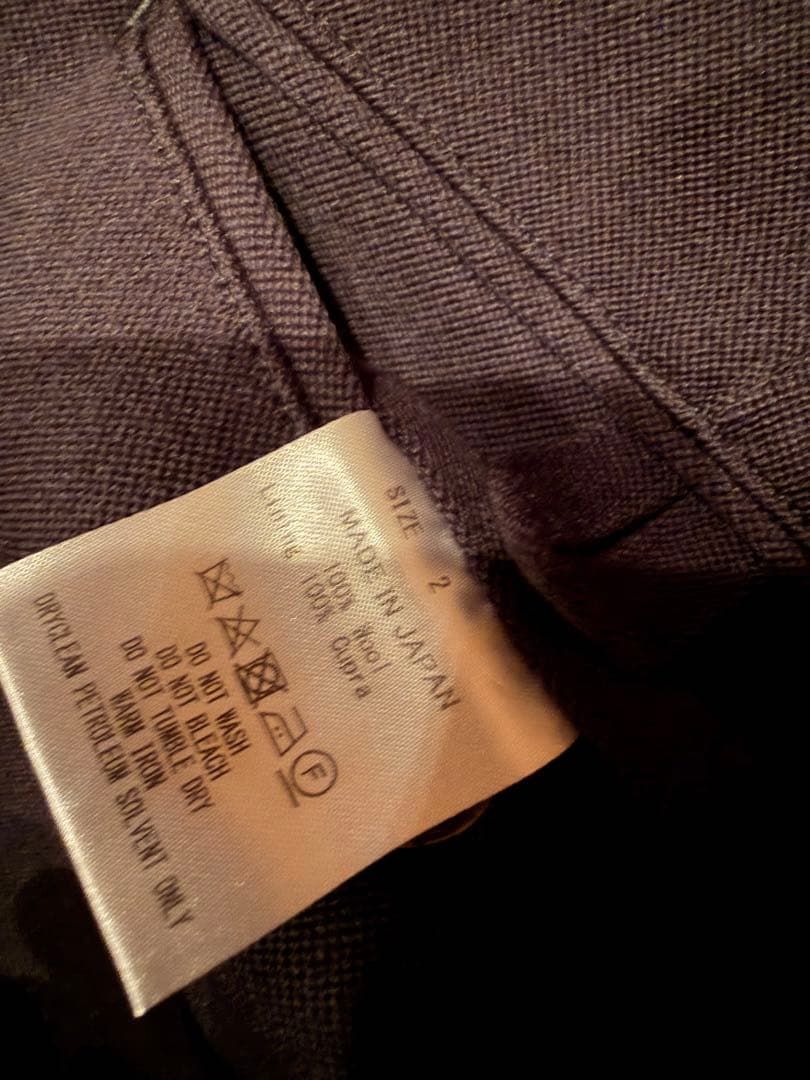 SIZE 2
MADE IN JAPAN
100% Wool
Lining 100% Cupra
F
DO NOT WASH
DO NOT BLEACH
DO NOT TUMBLE DRY
WARM IRON
DRYCLEAN PETROLEUM SOLVENT ONLY